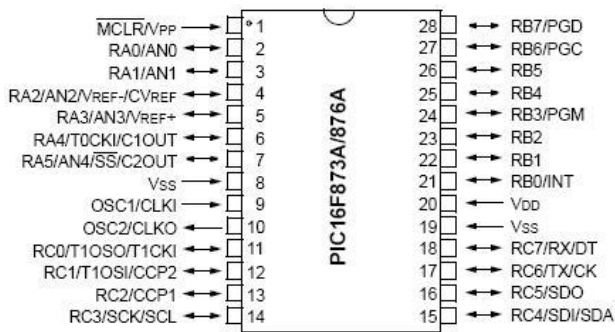 MCLR/VPP 1 28 RB7/PGD
RA0/AN0 2 27 RB6/PGC
RA1/AN1 3 26 RB5
RA2/AN2/VREF-/CVREF 4 25 RB4
RA3/AN3/VREF+ 5 24 RB3/PGM
RA4/T0CKI/C1OUT 6 23 RB2
RA5/AN4/SS/C2OUT 7 22 RB1
VSS 8 21 RB0/INT
OSC1/CLKI 9 20 VDD
OSC2/CLKO 10 19 VSS
RC0/T1OSO/T1CKI 11 18 RC7/RX/DT
RC1/T1OSI/CCP2 12 17 RC6/TX/CK
RC2/CCP1 13 16 RC5/SDO
RC3/SCK/SCL 14 15 RC4/SDI/SDA
PIC16F873A/876A